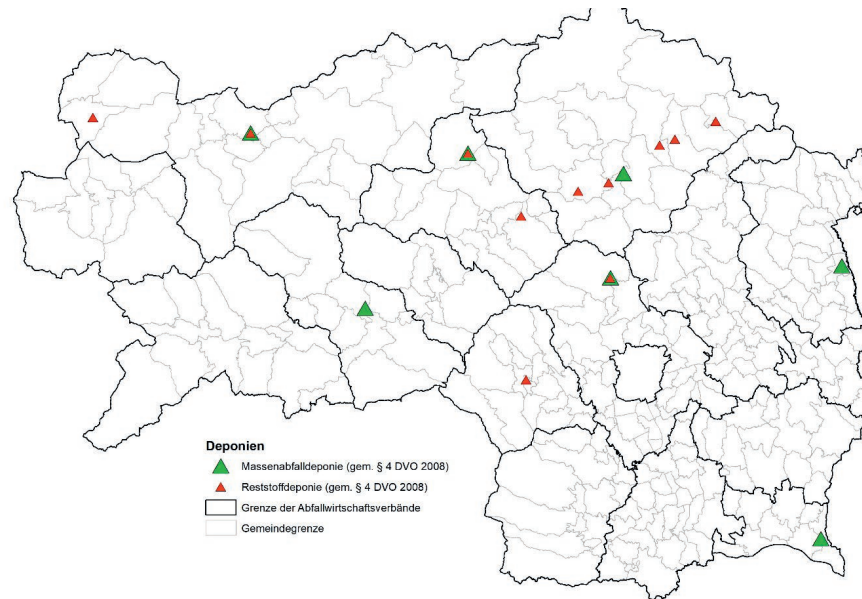 Deponien
Massenabfalldeponie (gem. § 4 DVO 2008)
Reststoffdeponie (gem. § 4 DVO 2008)
Grenze der Abfallwirtschaftsverbände
Gemeindegrenze